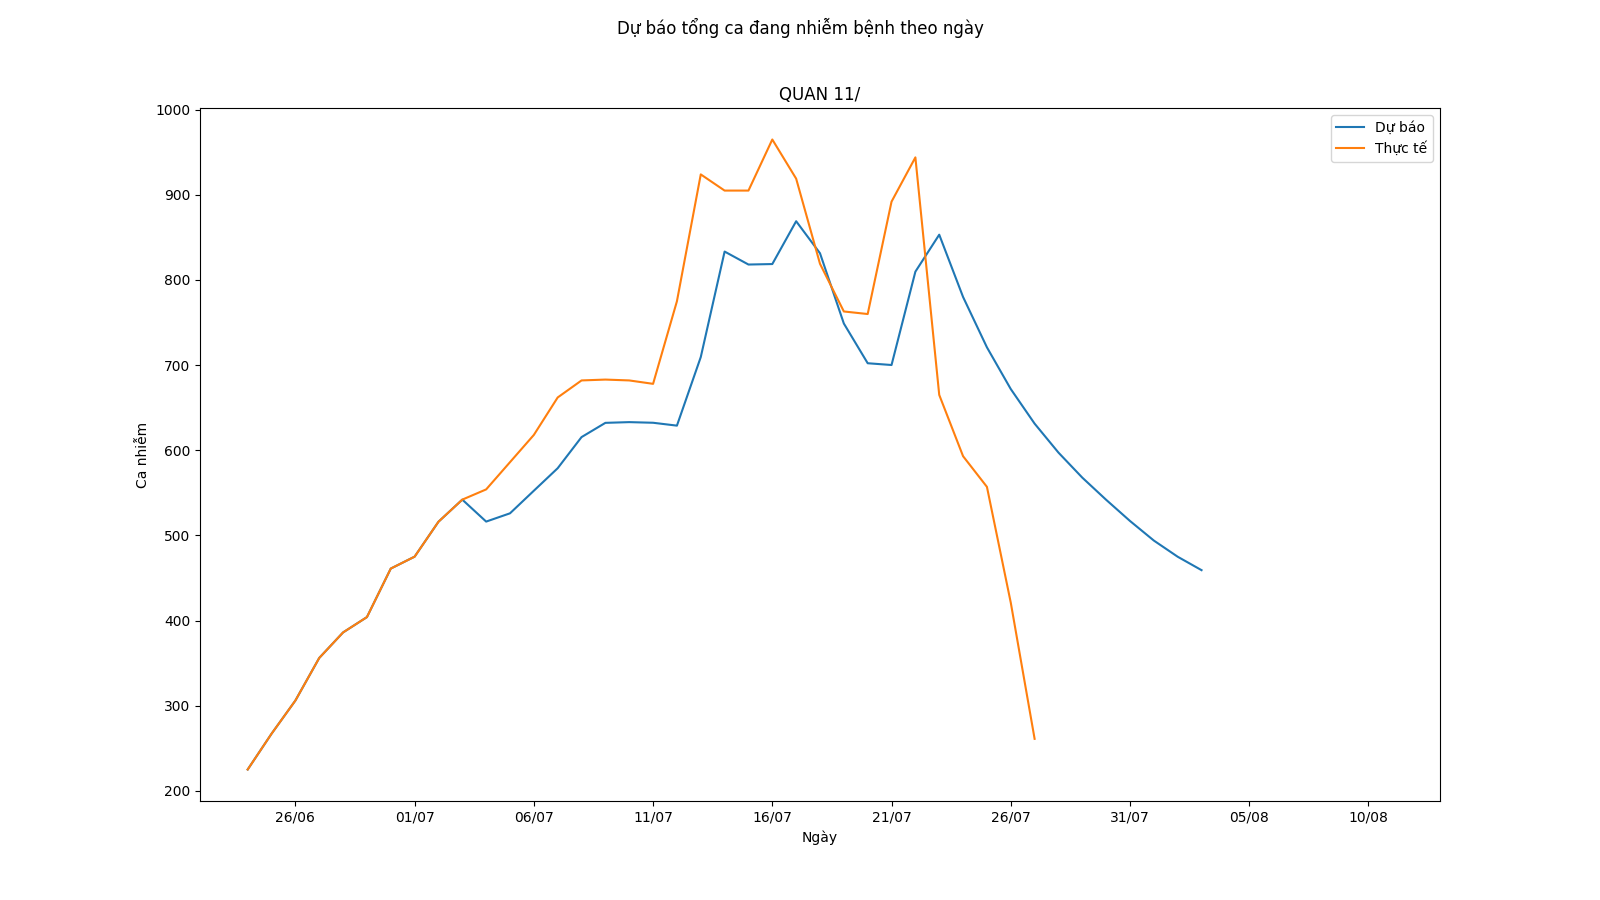 Dự báo tổng ca đang nhiễm bệnh theo ngày
QUAN 11/
Dự báo
Thực tế
Ca nhiễm
1000
900
800
700
600
500
400
300
200
26/06 01/07 06/07 11/07 16/07 21/07 26/07 31/07 05/08 10/08
Ngày